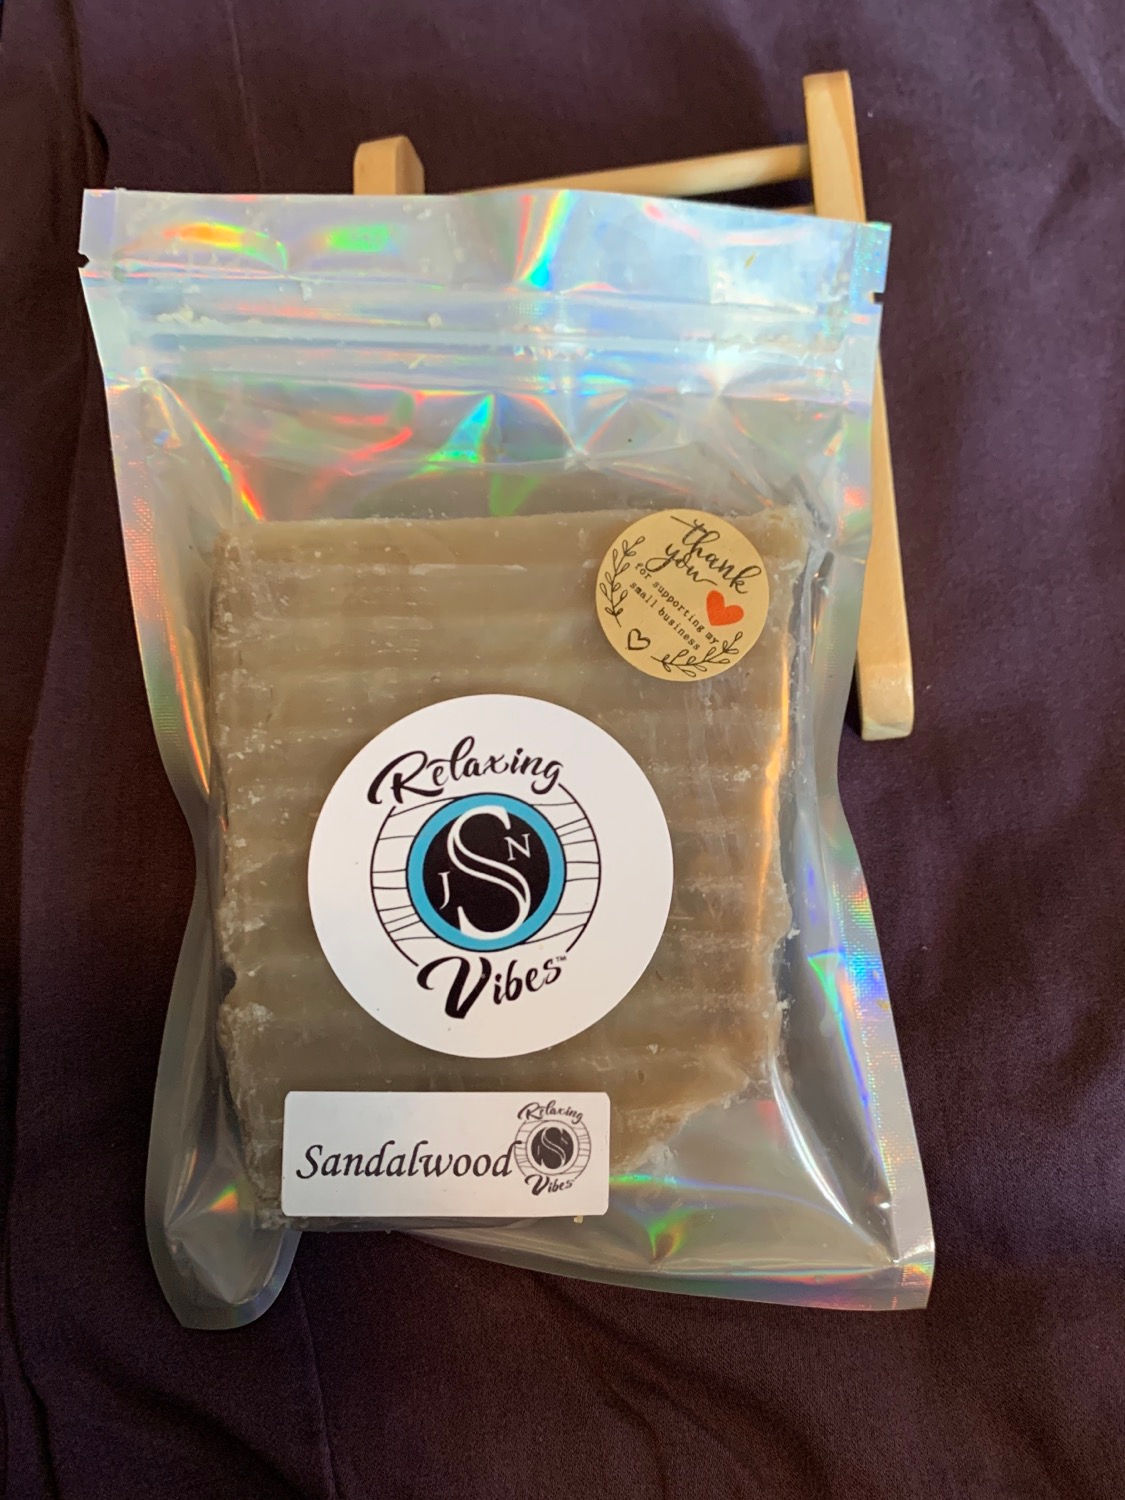 thank
you
for supporting my
small business
Relaxing
J S N
Vibes™
Sandalwood
Relaxing
S
Vibes